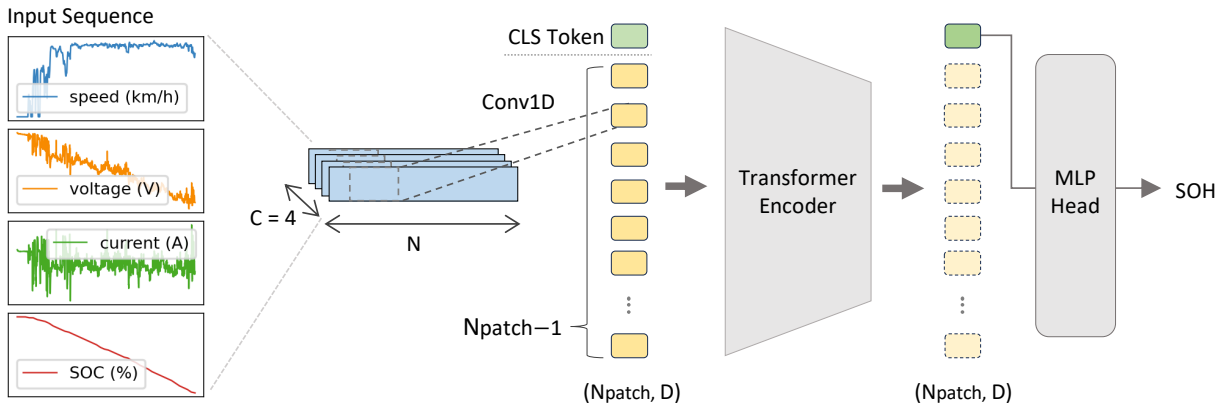 Input Sequence
speed (km/h)
voltage (V)
current (A)
SOC (%)
C = 4
N
Conv1D
CLS Token
Npatch−1
(Npatch, D)
Transformer
Encoder
(Npatch, D)
MLP
Head
SOH